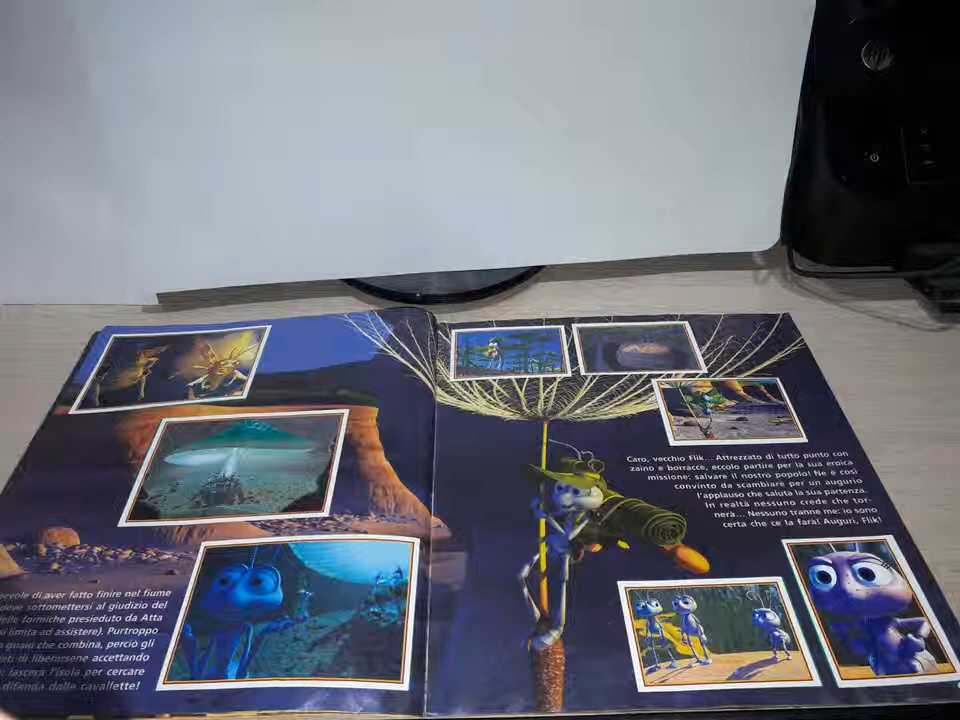 hp
Caro, vecchio Flik... Attrezzato di tutto punto con
zaino e borracce, eccolo partire per la sua eroica
missione: salvare il nostro popolo! Ne è così
convinto da scambiare per un augurio
l'applauso che saluta la sua partenza.
In realtà nessuno crede che tor-
nerà... Nessuno tranne me: io sono
certa che ce la farà! Auguri, Flik!
evole di aver fatto finire nel fiume
deve sottomettersi al giudizio del
delle formiche presieduto da Atta
si limita ad assistere). Purtroppo
guaio che combina, perciò gli
di liberarsene accettando
lascerà l'isola per cercare
difenda dalle cavallette!